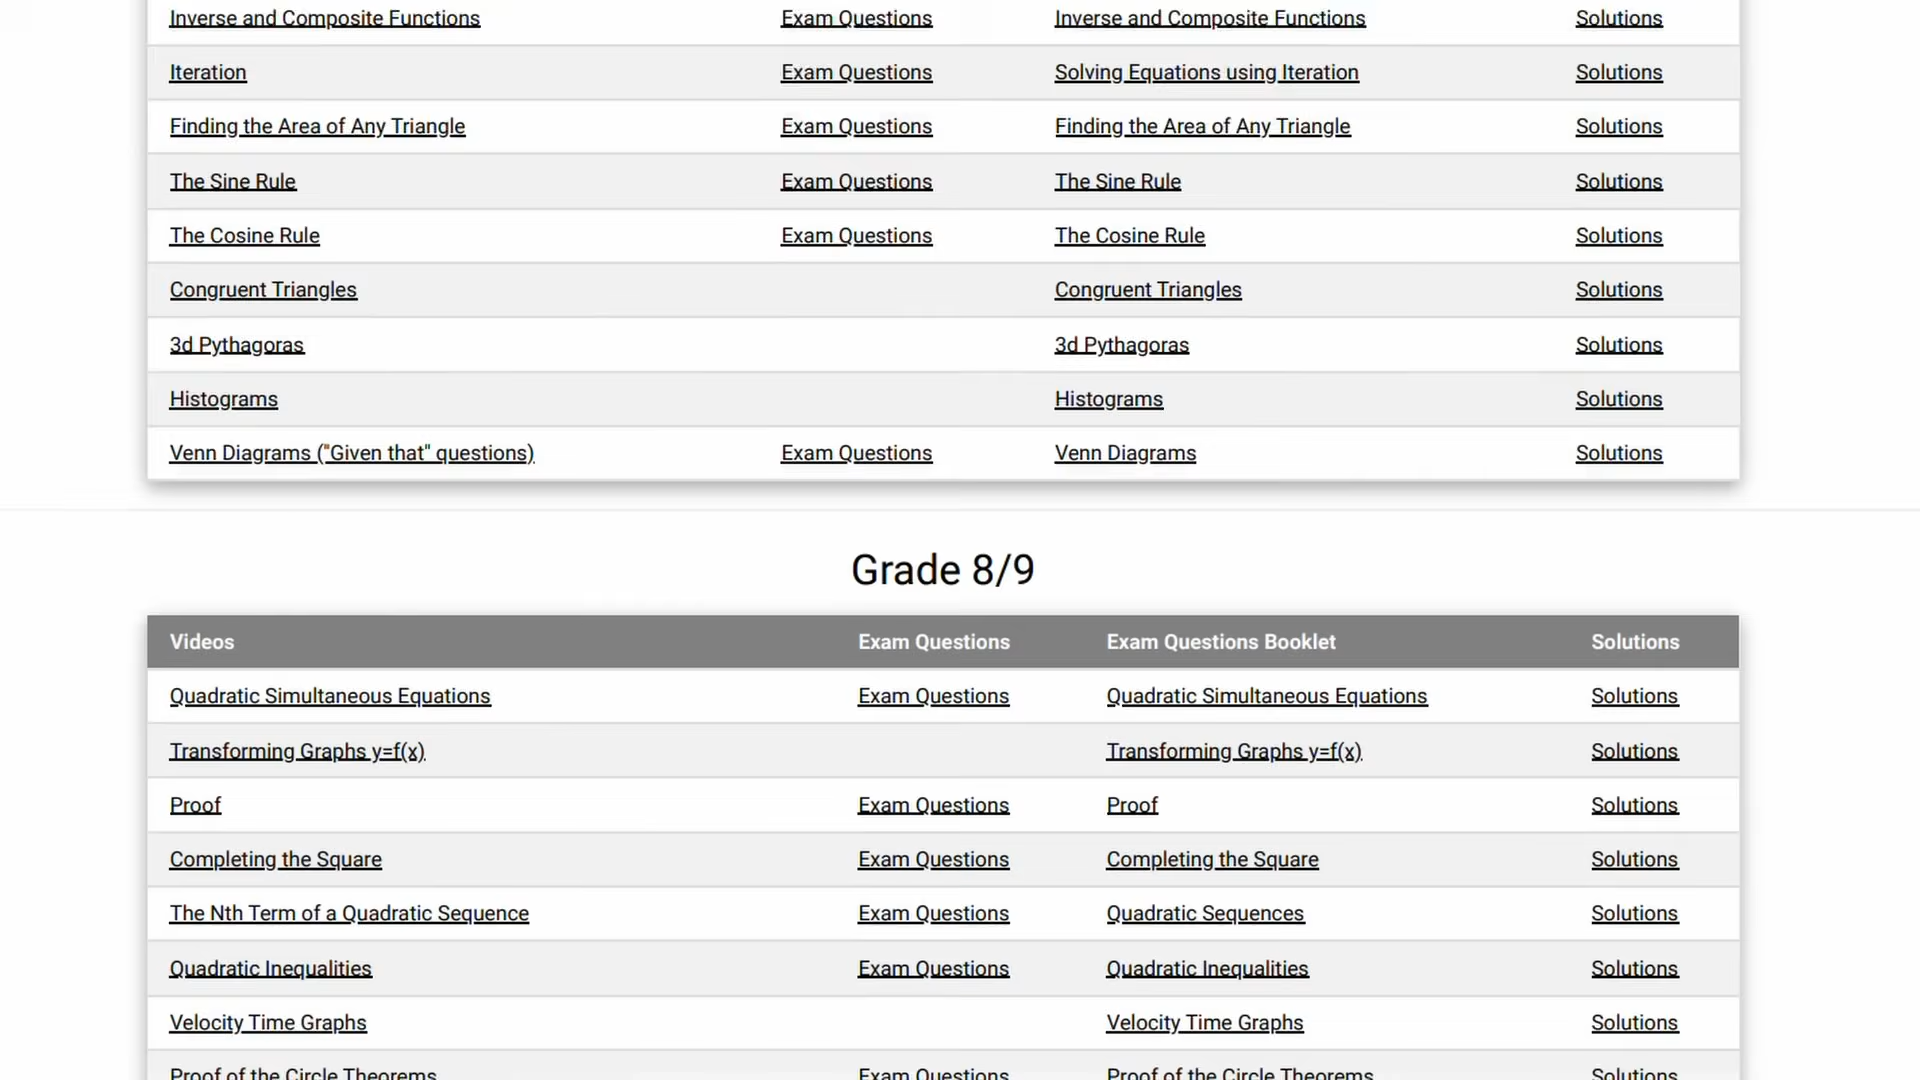 Inverse and Composite Functions Exam Questions Inverse and Composite Functions Solutions
Iteration Exam Questions Solving Equations using Iteration Solutions
Finding the Area of Any Triangle Exam Questions Finding the Area of Any Triangle Solutions
The Sine Rule Exam Questions The Sine Rule Solutions
The Cosine Rule Exam Questions The Cosine Rule Solutions
Congruent Triangles Congruent Triangles Solutions
3d Pythagoras 3d Pythagoras Solutions
Histograms Histograms Solutions
Venn Diagrams ("Given that" questions) Exam Questions Venn Diagrams Solutions
Grade 8/9
Videos Exam Questions Exam Questions Booklet Solutions
Quadratic Simultaneous Equations Exam Questions Quadratic Simultaneous Equations Solutions
Transforming Graphs y=f(x) Transforming Graphs y=f(x) Solutions
Proof Exam Questions Proof Solutions
Completing the Square Exam Questions Completing the Square Solutions
The Nth Term of a Quadratic Sequence Exam Questions Quadratic Sequences Solutions
Quadratic Inequalities Exam Questions Quadratic Inequalities Solutions
Velocity Time Graphs Velocity Time Graphs Solutions
Proof of the Circle Theorems Exam Questions Proof of the Circle Theorems Solutions